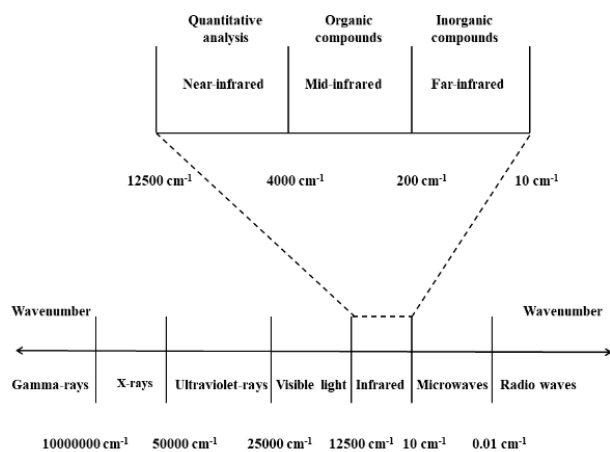 Quantitative analysis
Organic compounds
Inorganic compounds
Near-infrared
Mid-infrared
Far-infrared
12500 cm⁻¹
4000 cm⁻¹
200 cm⁻¹
10 cm⁻¹
Wavenumber
Wavenumber
Gamma-rays
X-rays
Ultraviolet-rays
Visible light
Infrared
Microwaves
Radio waves
10000000 cm⁻¹
50000 cm⁻¹
25000 cm⁻¹
12500 cm⁻¹
10 cm⁻¹
0.01 cm⁻¹